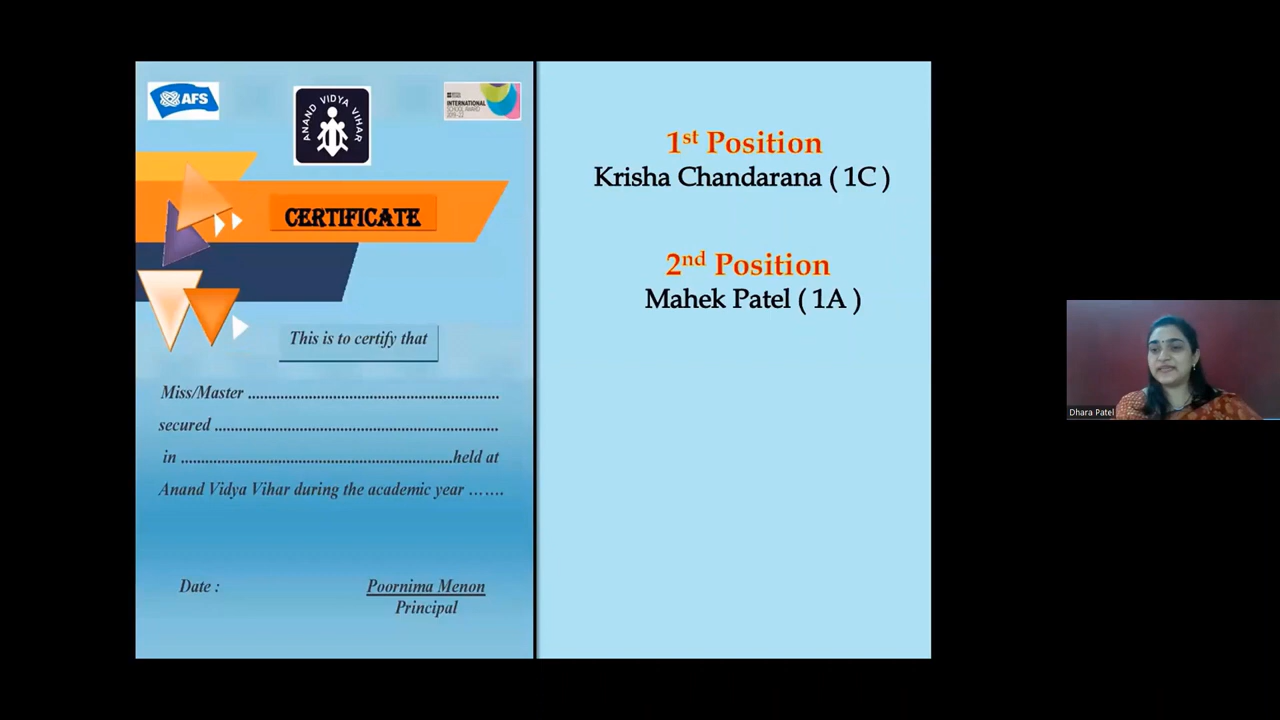 AFS
ANAND VIDYA VIHAR
INTERNATIONAL
SCHOOL AWARD
CERTIFICATE
This is to certify that
Miss/Master ..............................................................
secured ......................................................................
in ...................................................................held at
Anand Vidya Vihar during the academic year …….
Date :
Poornima Menon
Principal
1st Position
Krisha Chandarana ( 1C )
2nd Position
Mahek Patel ( 1A )
Dhara Patel